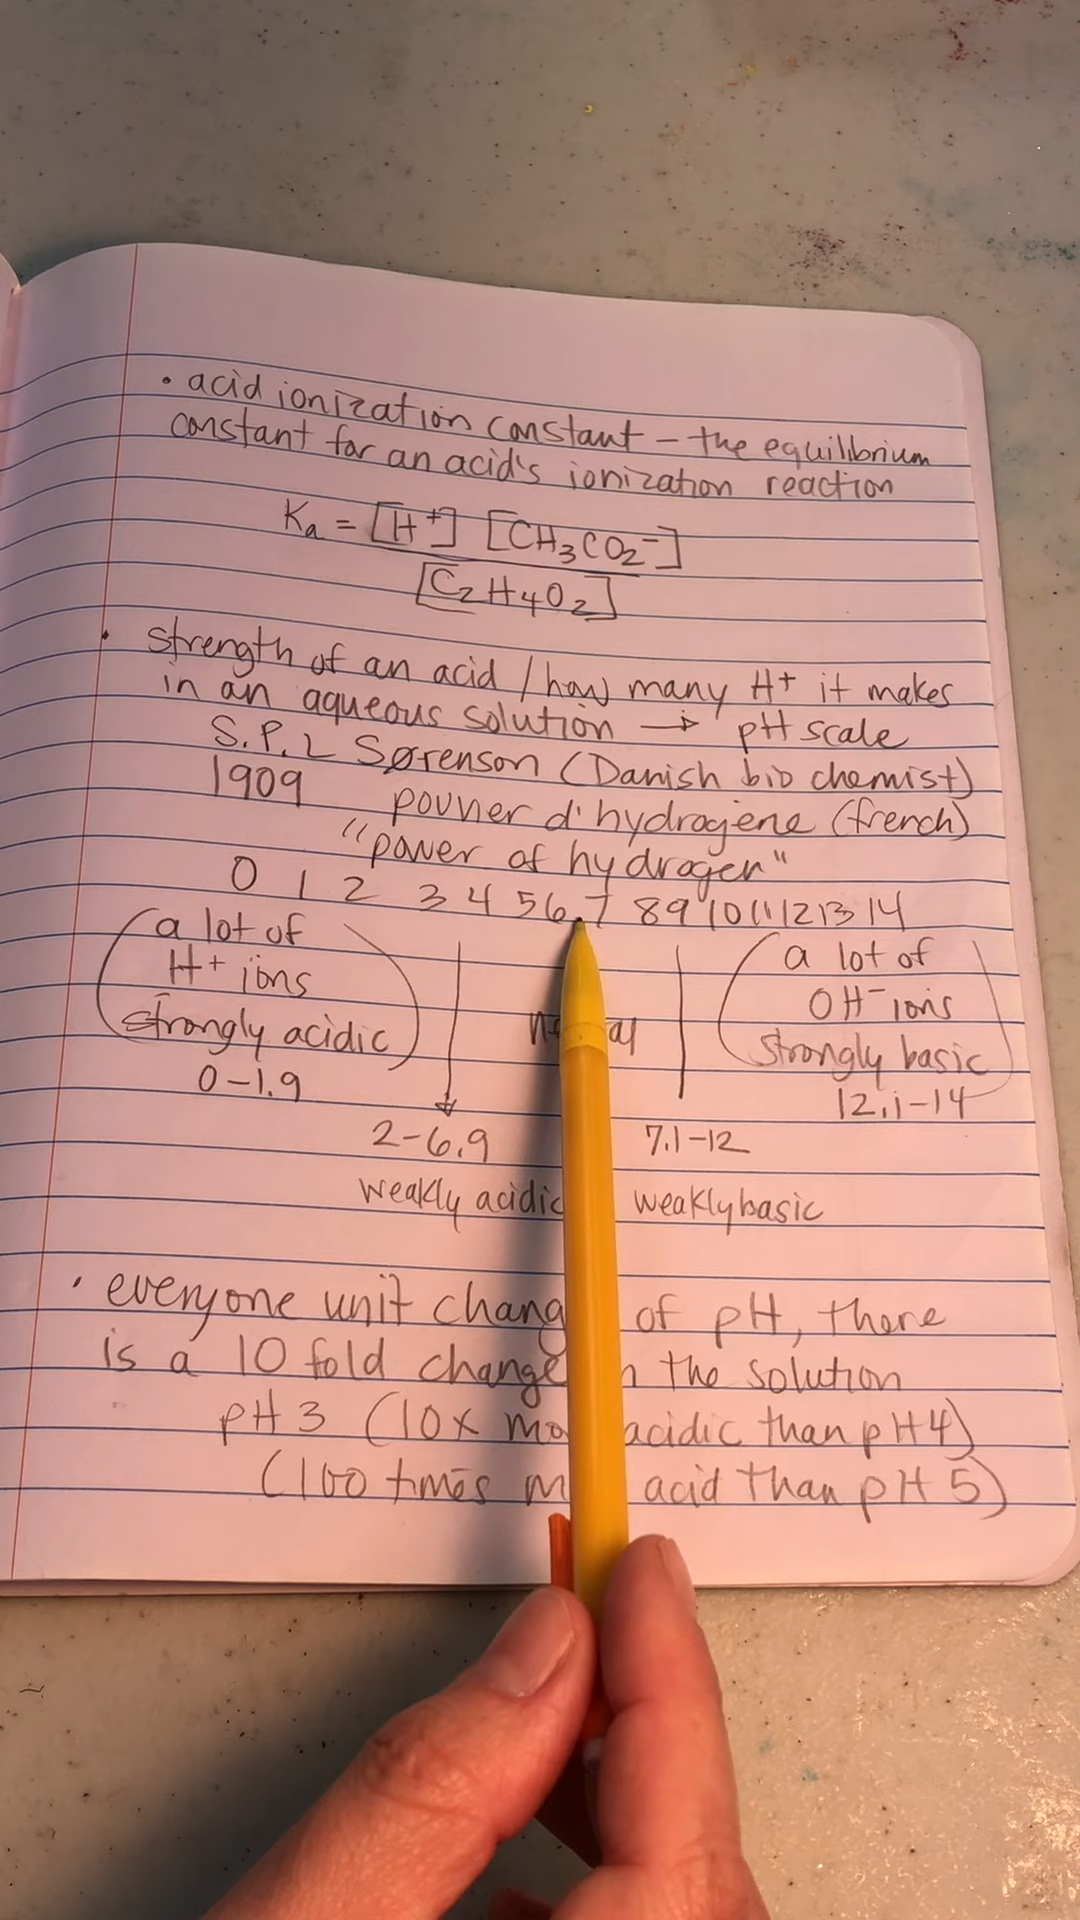 • acid ionization constant - the equilibrium
constant for an acid's ionization reaction
Ka = [H+] [CH3CO2-]
[C2H4O2]
• strength of an acid / how many H+ it makes
in an aqueous solution → pH scale
S.P.L Sørenson (Danish bio chemist)
1909 pouner d'hydrogène (french)
"power of hydrogen"
0 1 2 3 4 5 6 7 8 9 10 11 12 13 14
a lot of
H+ ions
strongly acidic
0-1.9
a lot of
OH- ions
strongly basic
12.1-14
2-6.9
weakly acidic
7.1-12
weakly basic
• everyone unit chang of pH, there
is a 10 fold change the solution
pH 3 (10x acidic than pH 4)
(100 times acid than pH 5)